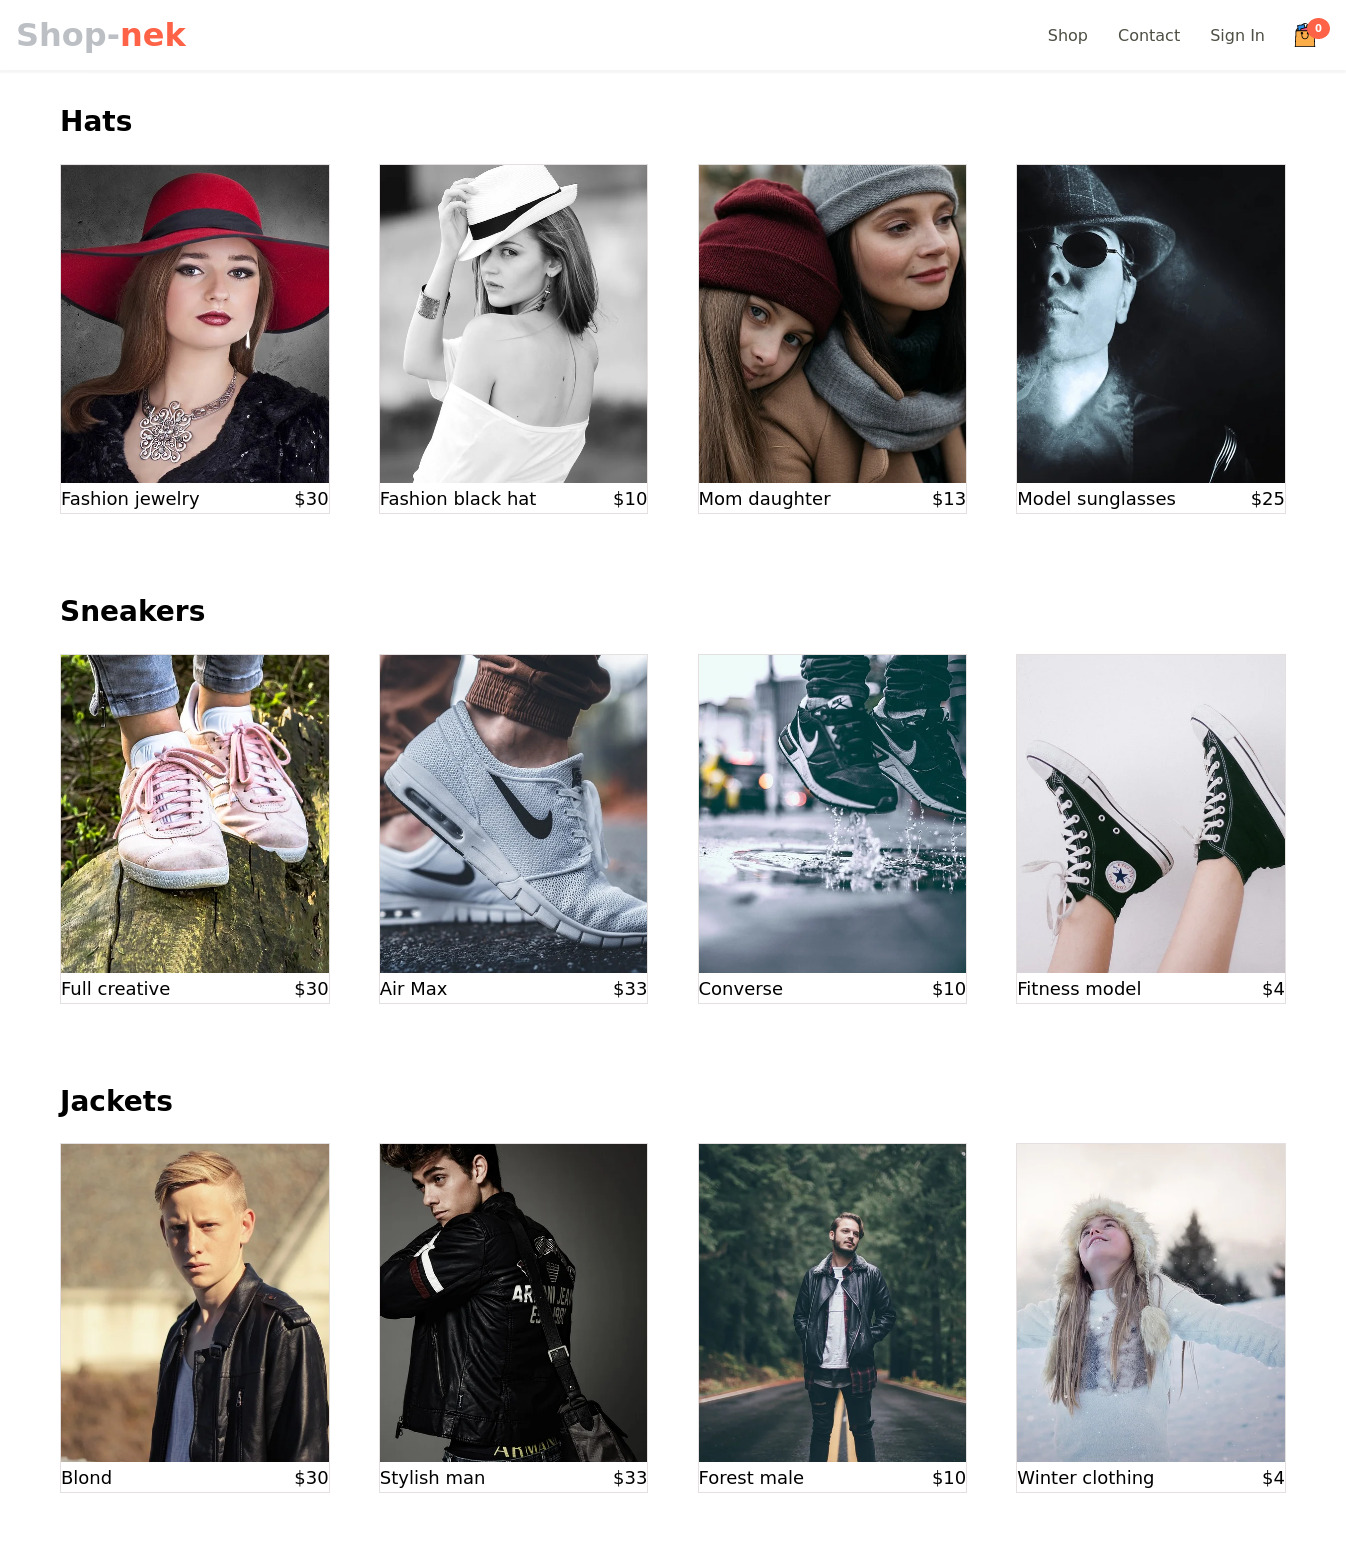 Shop-nek
Shop
Contact
Sign In
0
Hats
Fashion jewelry $30
Fashion black hat $10
Mom daughter $13
Model sunglasses $25
Sneakers
Full creative $30
Air Max $33
Converse $10
Fitness model $4
Jackets
ARMANI
Blond $30
Stylish man $33
Forest male $10
Winter clothing $4